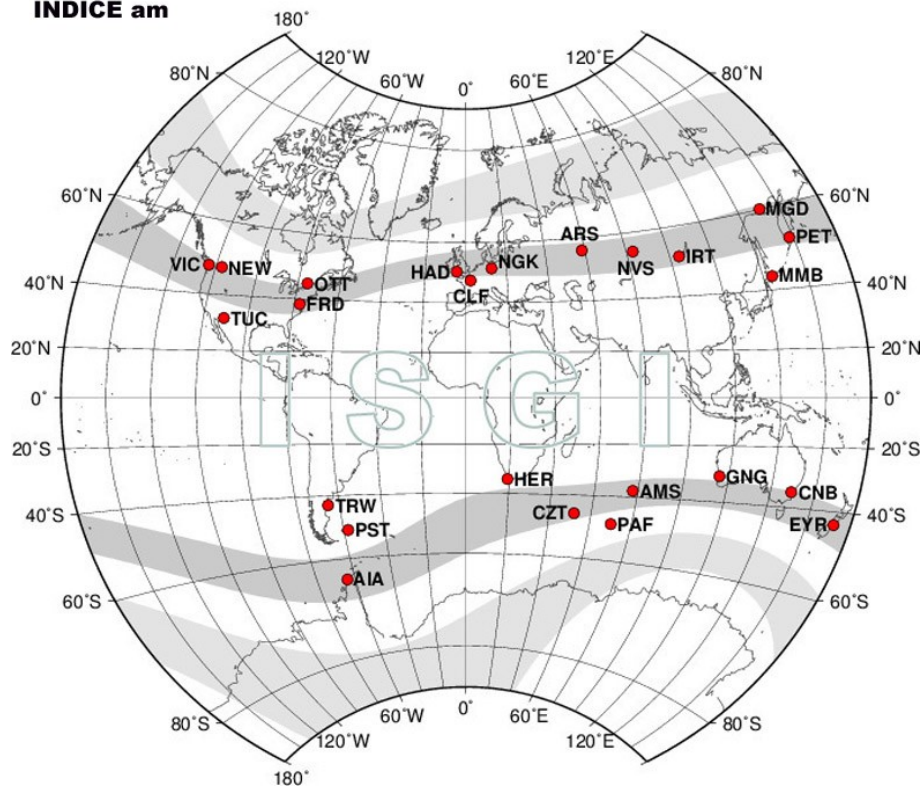 INDICE am
180˚
120˚W
120˚E
80˚N
60˚W
0˚
60˚E
80˚N
60˚N
60˚N
MGD
PET
ARS
VIC
NEW
HAD
NGK
NVS
IRT
MMB
40˚N
OTT
CLF
40˚N
FRD
TUC
20˚N
20˚N
I S G I
0˚
0˚
20˚S
20˚S
HER
GNG
AMS
CNB
TRW
CZT
40˚S
40˚S
PST
PAF
EYR
AIA
60˚S
60˚S
80˚S
60˚W
0˚
60˚E
80˚S
120˚W
120˚E
180˚